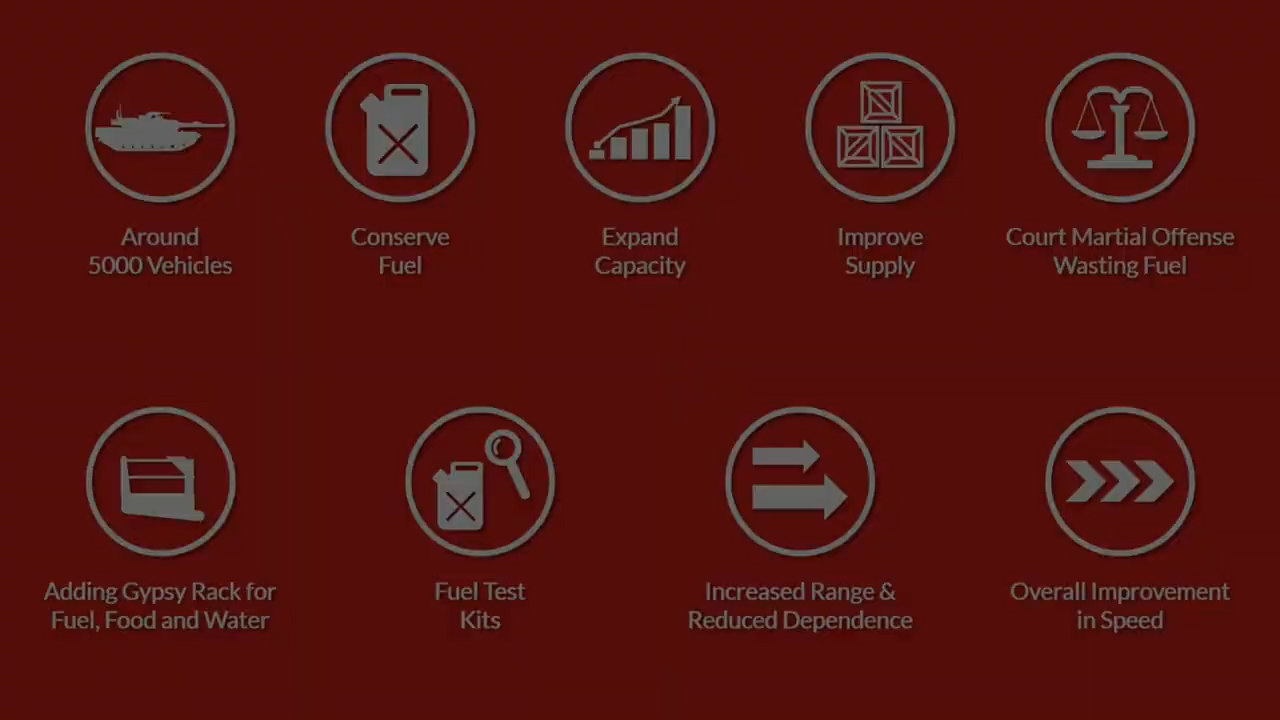 Around
5000 Vehicles
Conserve
Fuel
Expand
Capacity
Improve
Supply
Court Martial Offense
Wasting Fuel
Adding Gypsy Rack for
Fuel, Food and Water
Fuel Test
Kits
Increased Range &
Reduced Dependence
Overall Improvement
in Speed